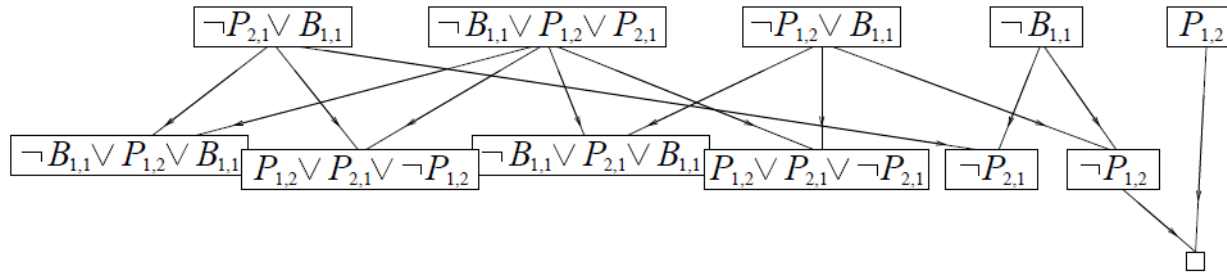 ¬P2,1 ∨ B1,1   ¬B1,1 ∨ P1,2 ∨ P2,1   ¬P1,2 ∨ B1,1   ¬B1,1   P1,2
¬B1,1 ∨ P1,2 ∨ B1,1   P1,2 ∨ P2,1 ∨ ¬P1,2   ¬B1,1 ∨ P2,1 ∨ B1,1   P1,2 ∨ P2,1 ∨ ¬P2,1   ¬P2,1   ¬P1,2